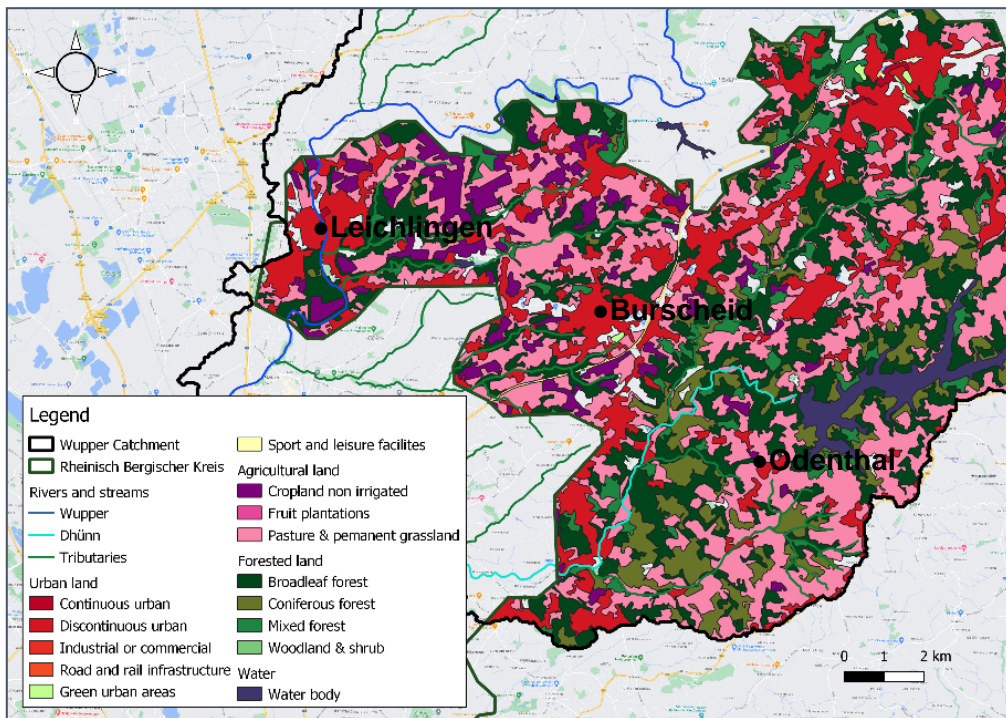 Leichlingen
Burscheid
Odenthal
Legend
Wupper Catchment
Rheinisch Bergischer Kreis
Rivers and streams
Wupper
Dhünn
Tributaries
Urban land
Continuous urban
Discontinuous urban
Industrial or commercial
Road and rail infrastructure
Green urban areas
Sport and leisure facilites
Agricultural land
Cropland non irrigated
Fruit plantations
Pasture & pemanent grassland
Forested land
Broadleaf forest
Coniferous forest
Mixed forest
Woodland & shrub
Water
Water body
0 1 2 km